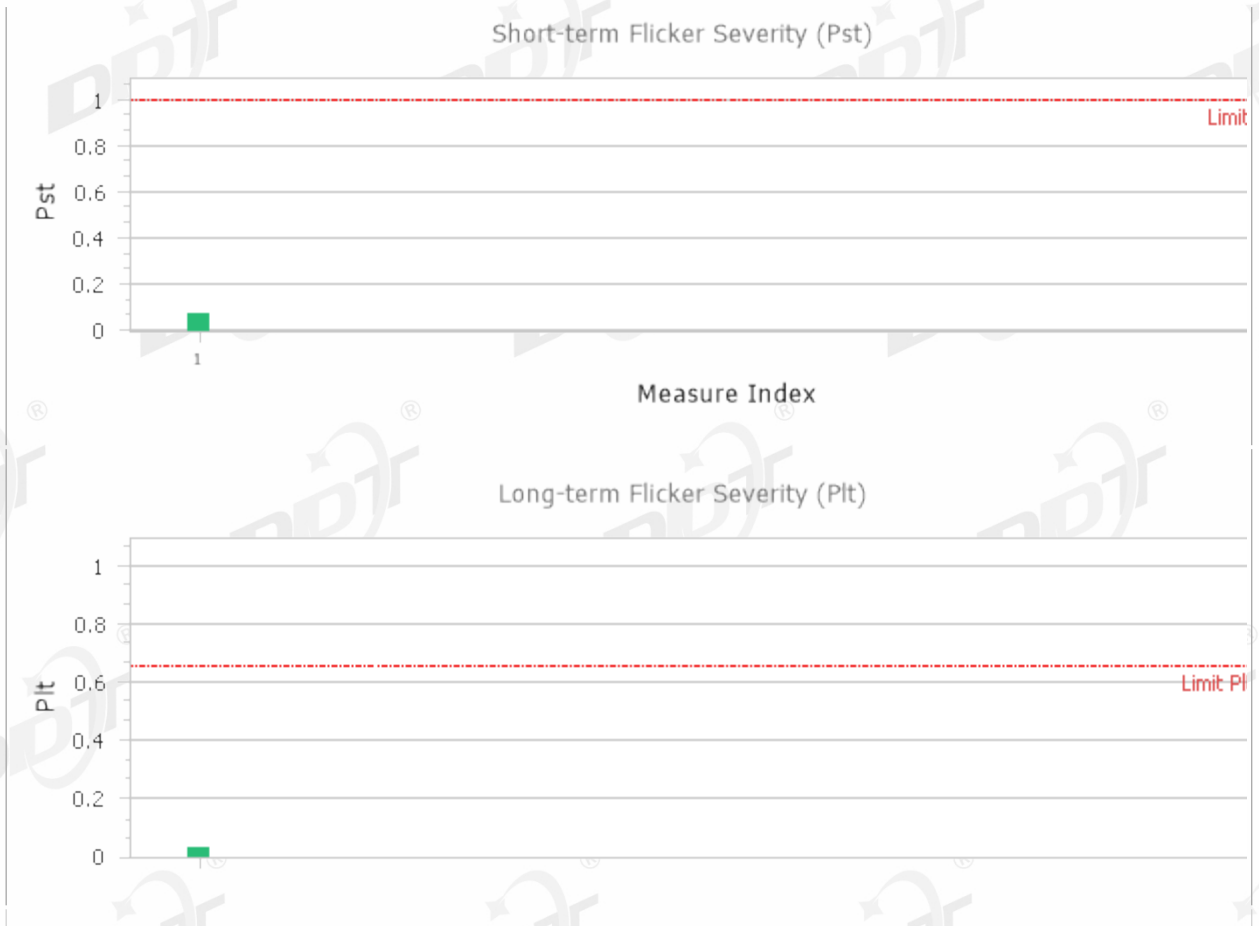 Short-term Flicker Severity (Pst)
1
Limit
0.8
0.6
Pst
0.4
0.2
0
1
Measure Index
Long-term Flicker Severity (Plt)
1
0.8
0.6
Limit Pl
Plt
0.4
0.2
0
DDT
®